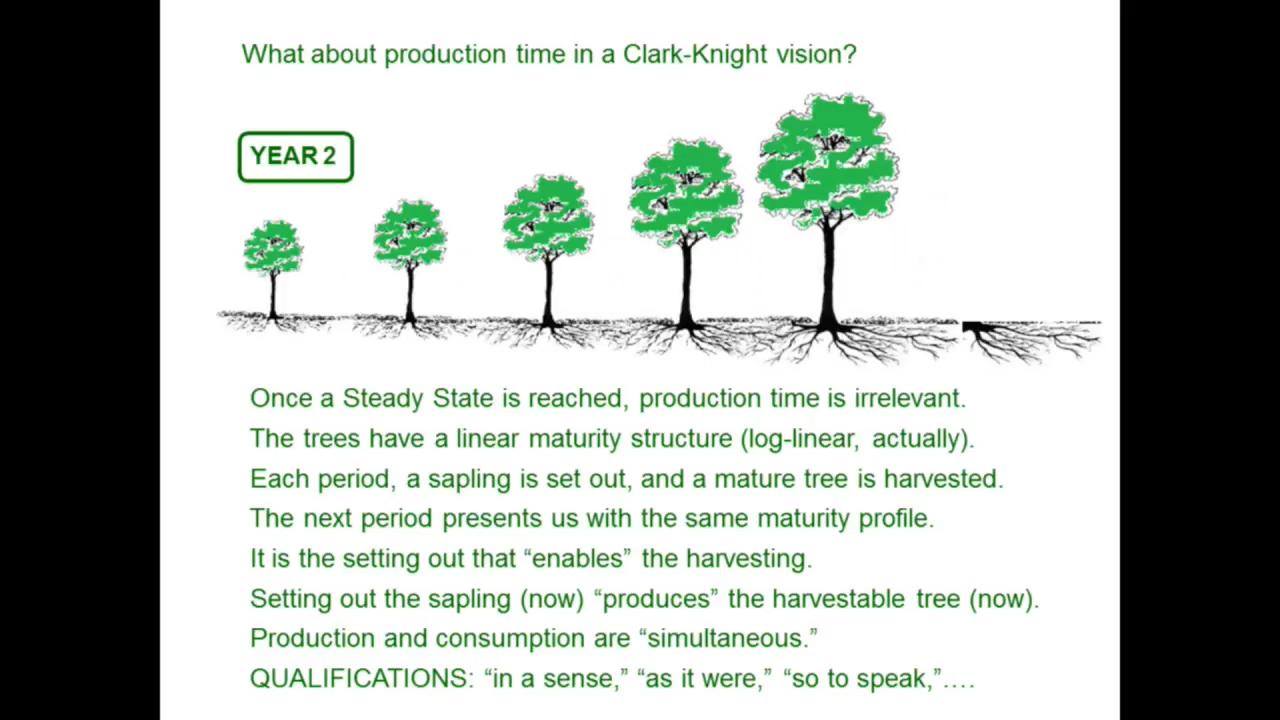 What about production time in a Clark-Knight vision?
YEAR 2
Once a Steady State is reached, production time is irrelevant.
The trees have a linear maturity structure (log-linear, actually).
Each period, a sapling is set out, and a mature tree is harvested.
The next period presents us with the same maturity profile.
It is the setting out that “enables” the harvesting.
Setting out the sapling (now) “produces” the harvestable tree (now).
Production and consumption are “simultaneous.”
QUALIFICATIONS: “in a sense,” “as it were,” “so to speak,”....